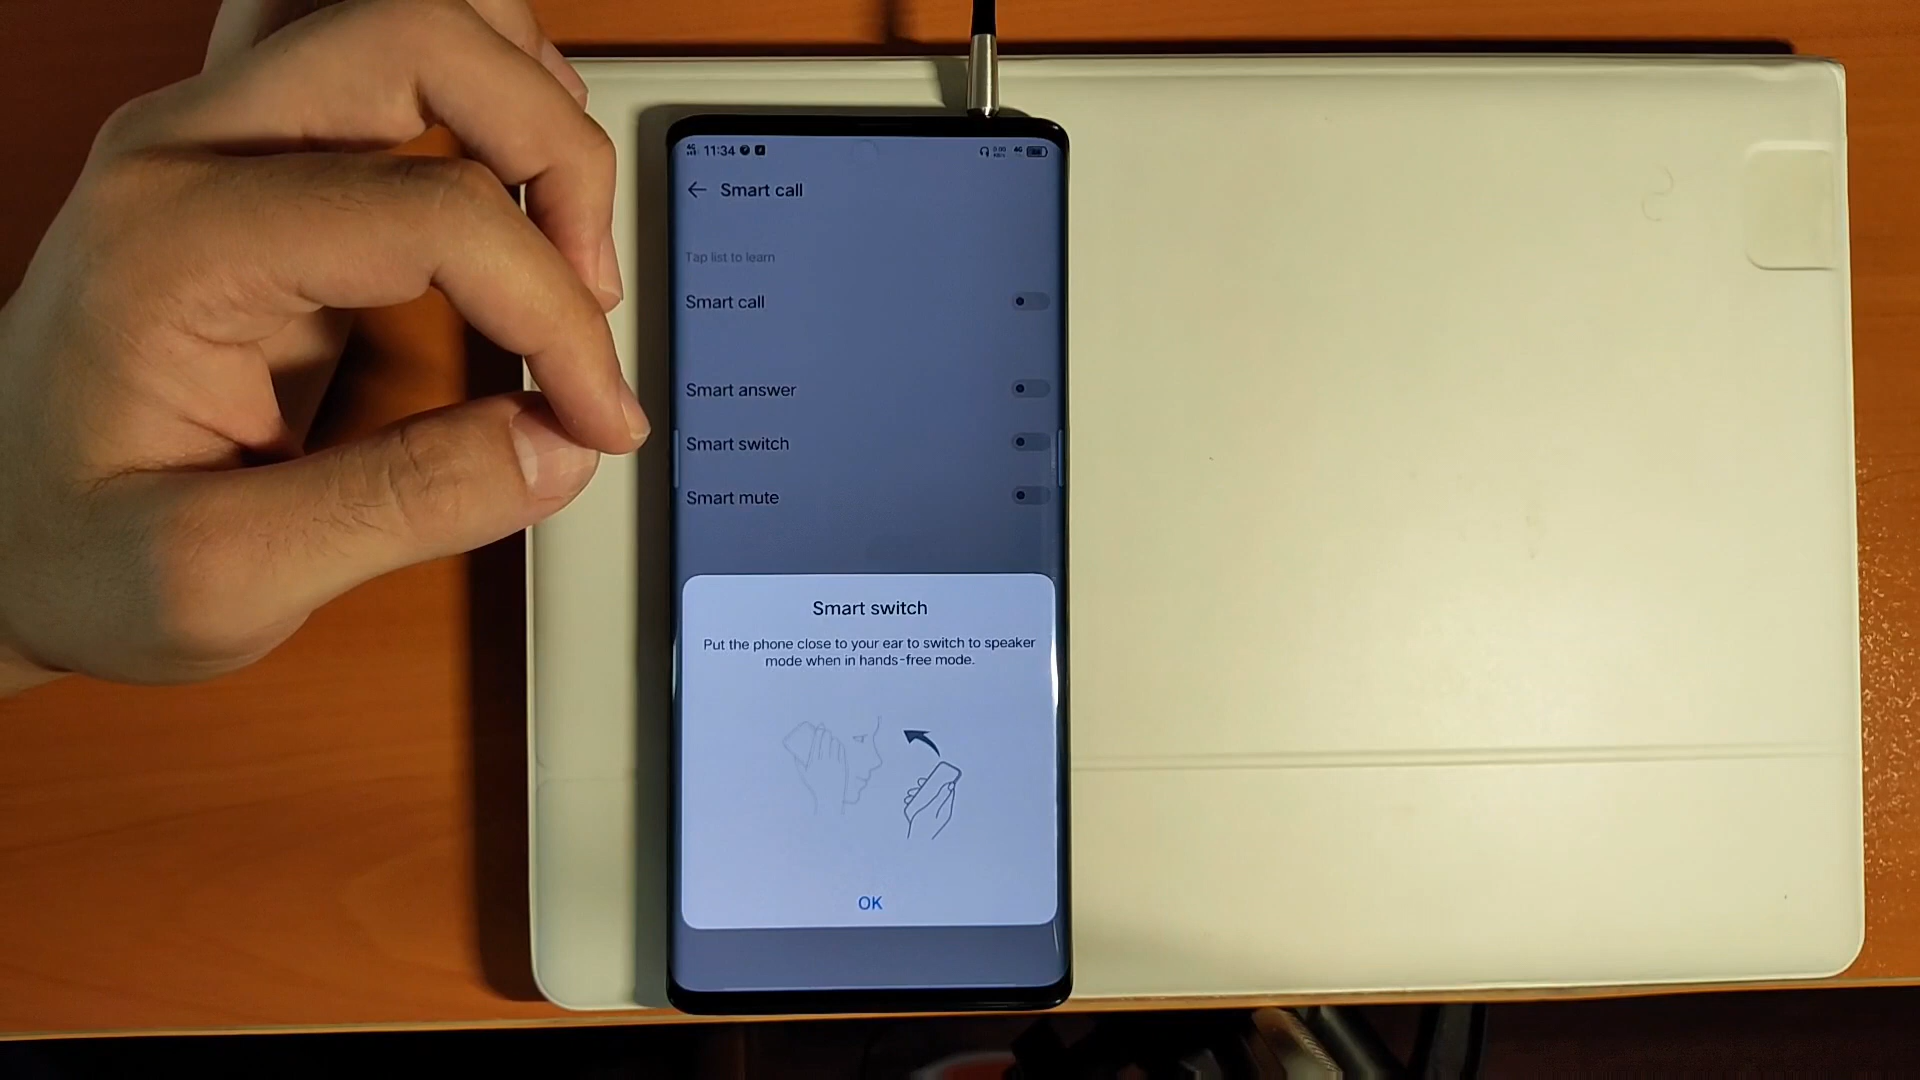 11:34
Smart call
Tap list to learn
Smart call
Smart answer
Smart switch
Smart mute
Smart switch
Put the phone close to your ear to switch to speaker
mode when in hands-free mode.
OK